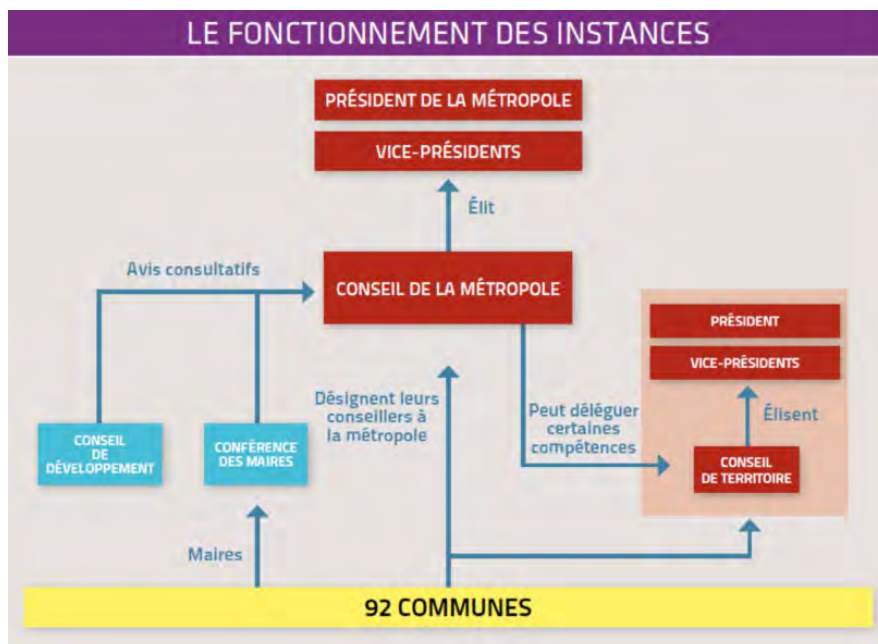 LE FONCTIONNEMENT DES INSTANCES
PRÉSIDENT DE LA MÉTROPOLE
VICE-PRÉSIDENTS
Élit
Avis consultatifs
CONSEIL DE LA MÉTROPOLE
PRÉSIDENT
VICE-PRÉSIDENTS
Désignent leurs
conseillers à
la métropole
Peut déléguer
certaines
compétences
Élisent
CONSEIL
DE
DÉVELOPPEMENT
CONFÉRENCE
DES MAIRES
CONSEIL
DE TERRITOIRE
Maires
92 COMMUNES